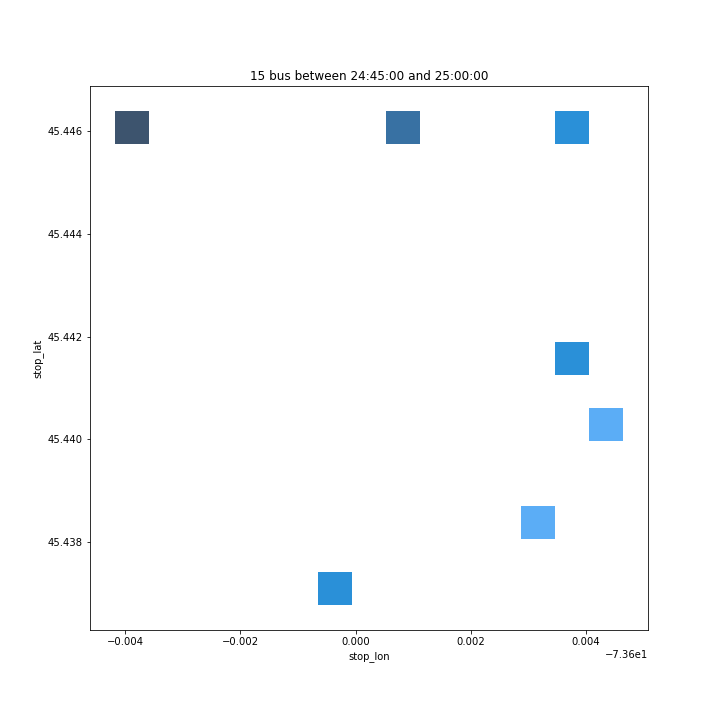 15 bus between 24:45:00 and 25:00:00
45.446
45.444
45.442
45.440
45.438
stop_lat
−0.004 −0.002 0.000 0.002 0.004
stop_lon
−7.36e1